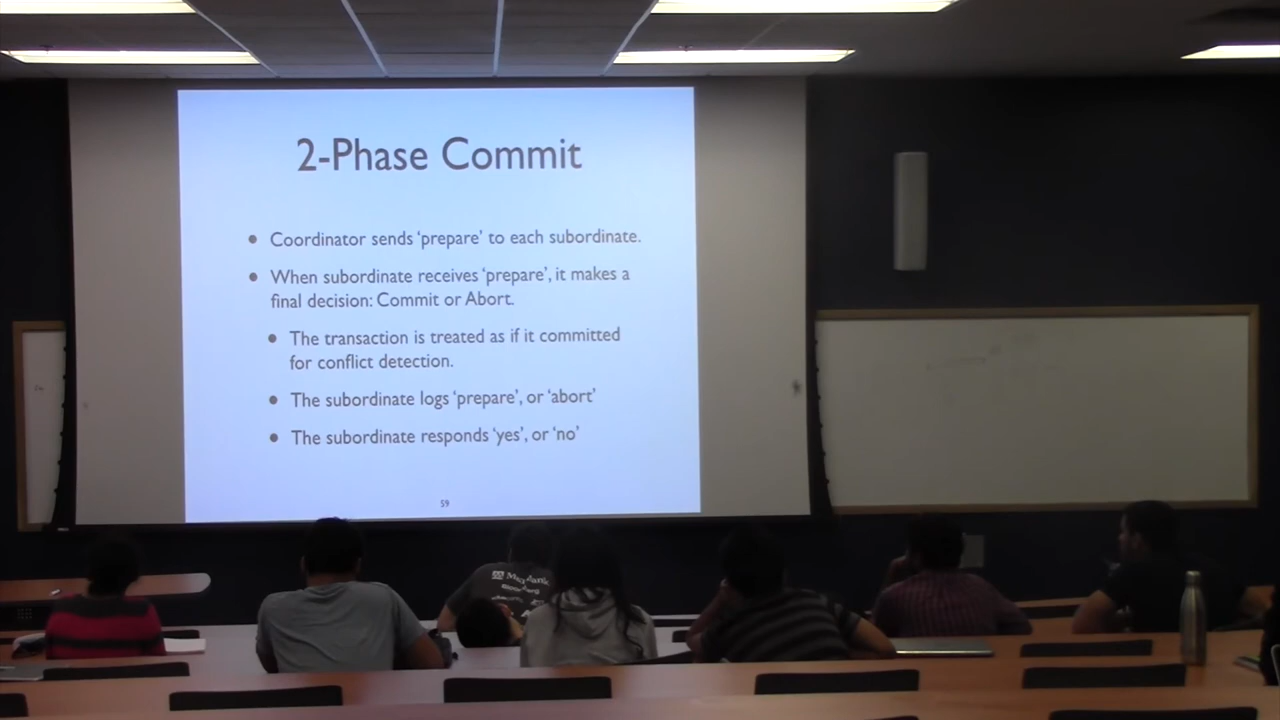 2-Phase Commit
• Coordinator sends ‘prepare’ to each subordinate.
• When subordinate receives ‘prepare’, it makes a
final decision: Commit or Abort.
• The transaction is treated as if it committed
for conflict detection.
• The subordinate logs ‘prepare’, or ‘abort’
• The subordinate responds ‘yes’, or ‘no’
59